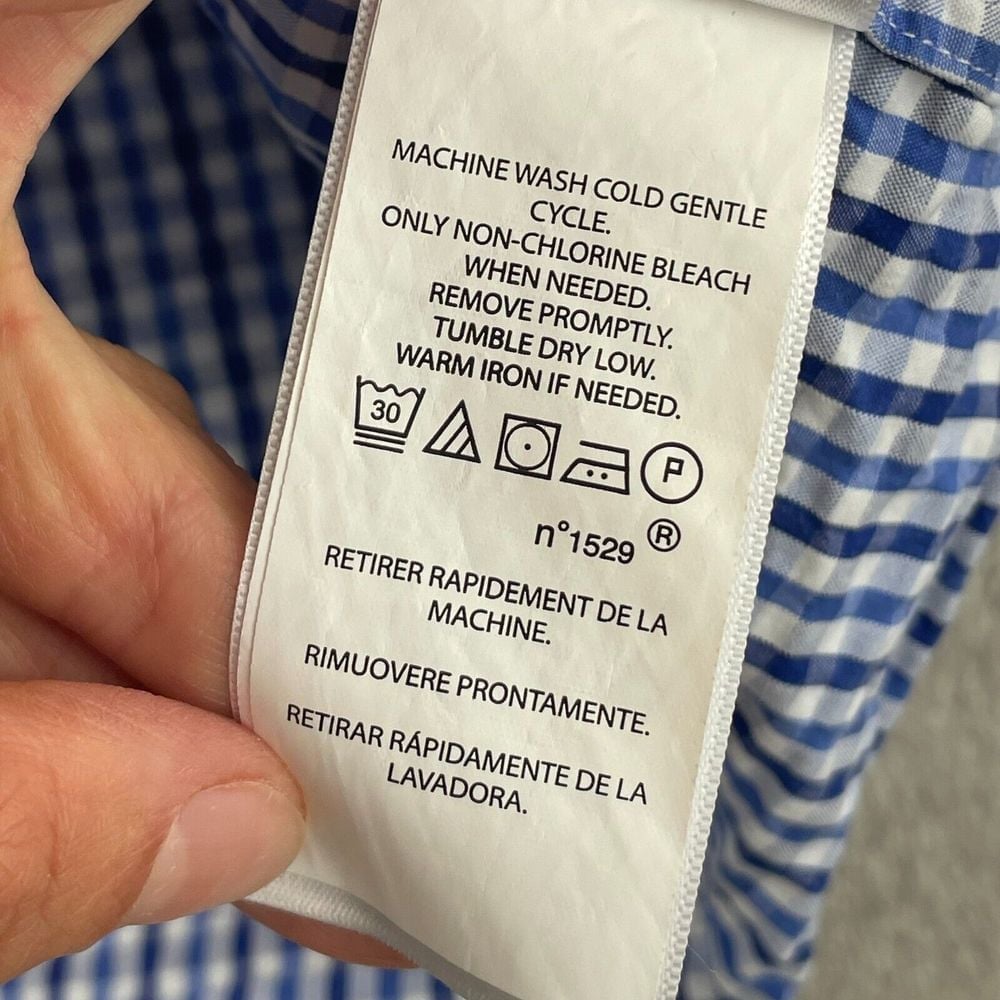 MACHINE WASH COLD GENTLE
CYCLE.
ONLY NON-CHLORINE BLEACH
WHEN NEEDED.
REMOVE PROMPTLY.
TUMBLE DRY LOW.
WARM IRON IF NEEDED.
30 P
n°1529 ®
RETIRER RAPIDEMENT DE LA
MACHINE.
RIMUOVERE PRONTAMENTE.
RETIRAR RÁPIDAMENTE DE LA
LAVADORA.